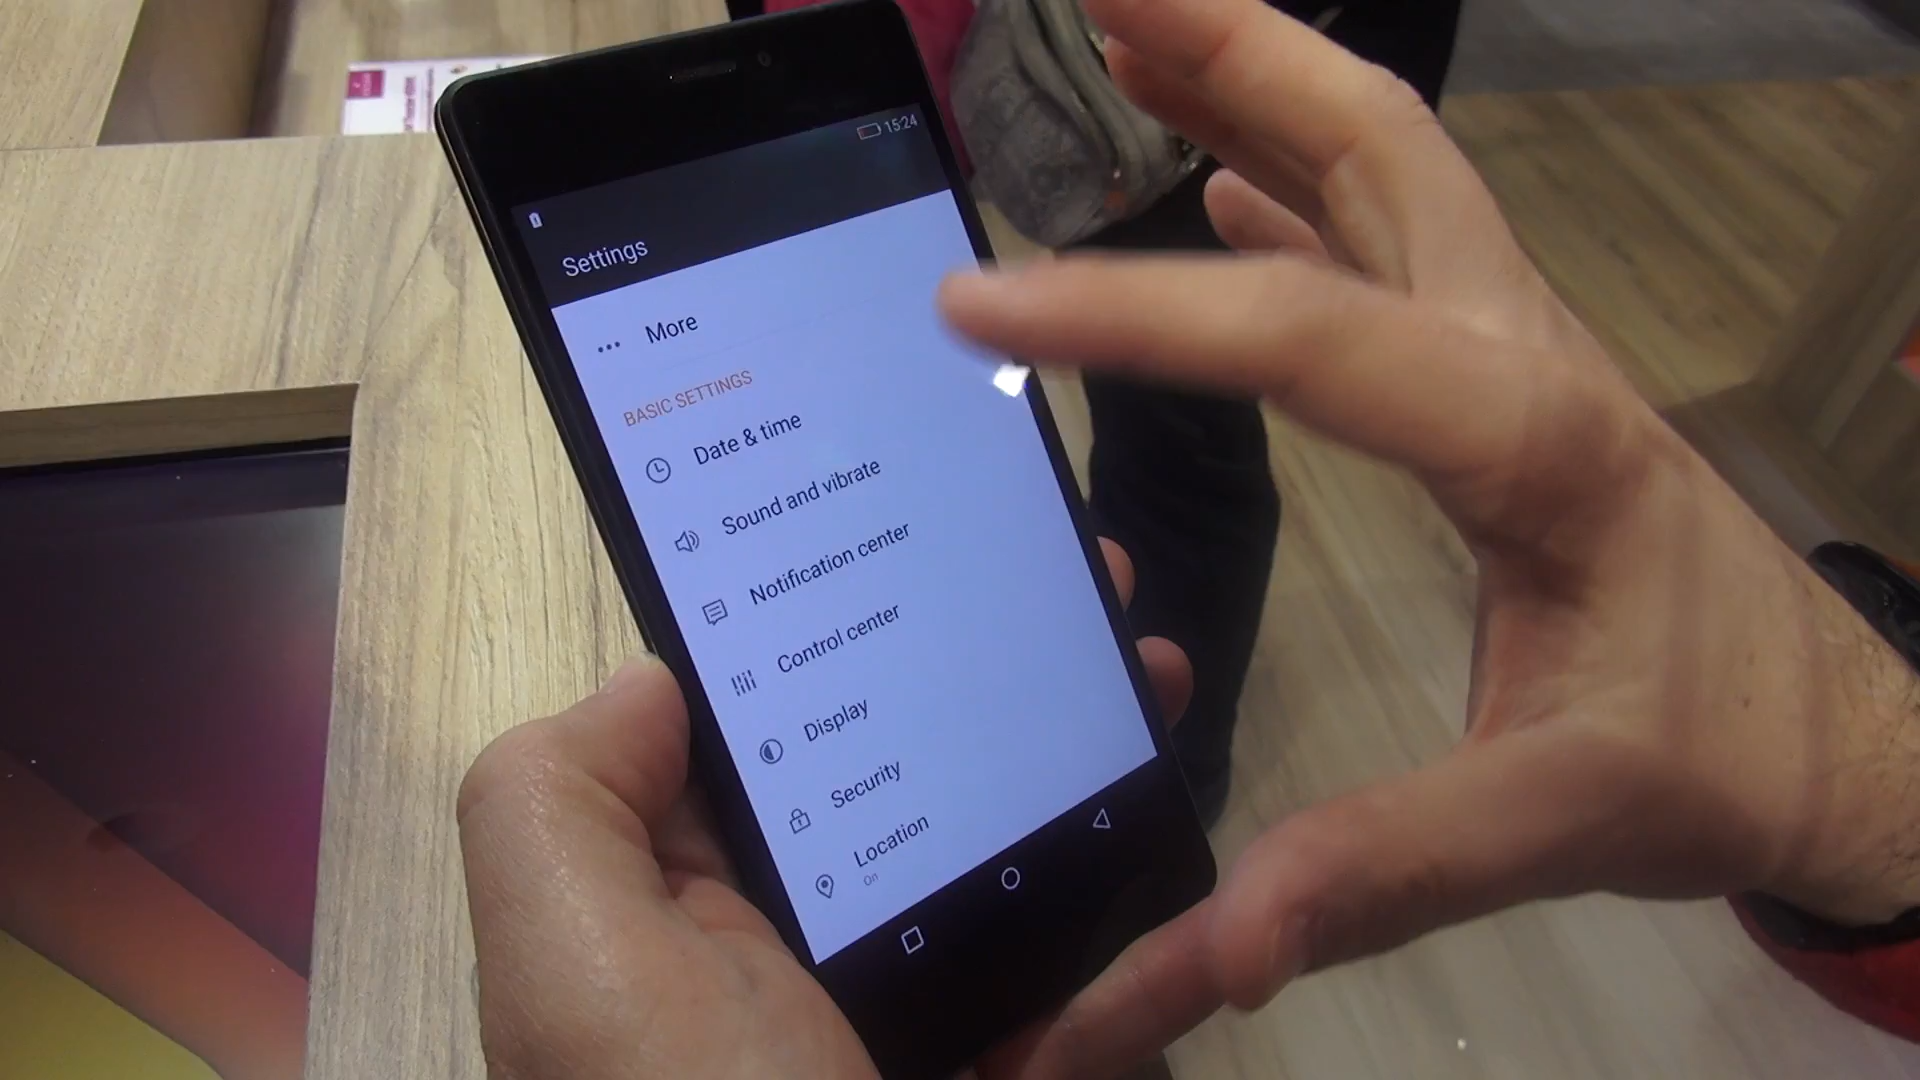 15:24
Settings
More
BASIC SETTINGS
Date & time
Sound and vibrate
Notification center
Control center
Display
Security
Location
On